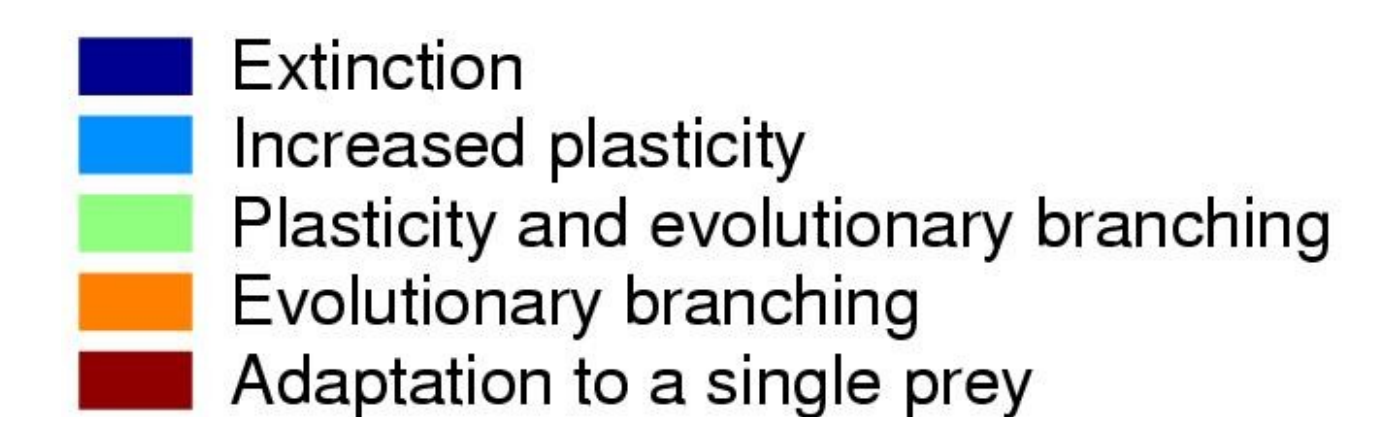 Extinction
Increased plasticity
Plasticity and evolutionary branching
Evolutionary branching
Adaptation to a single prey